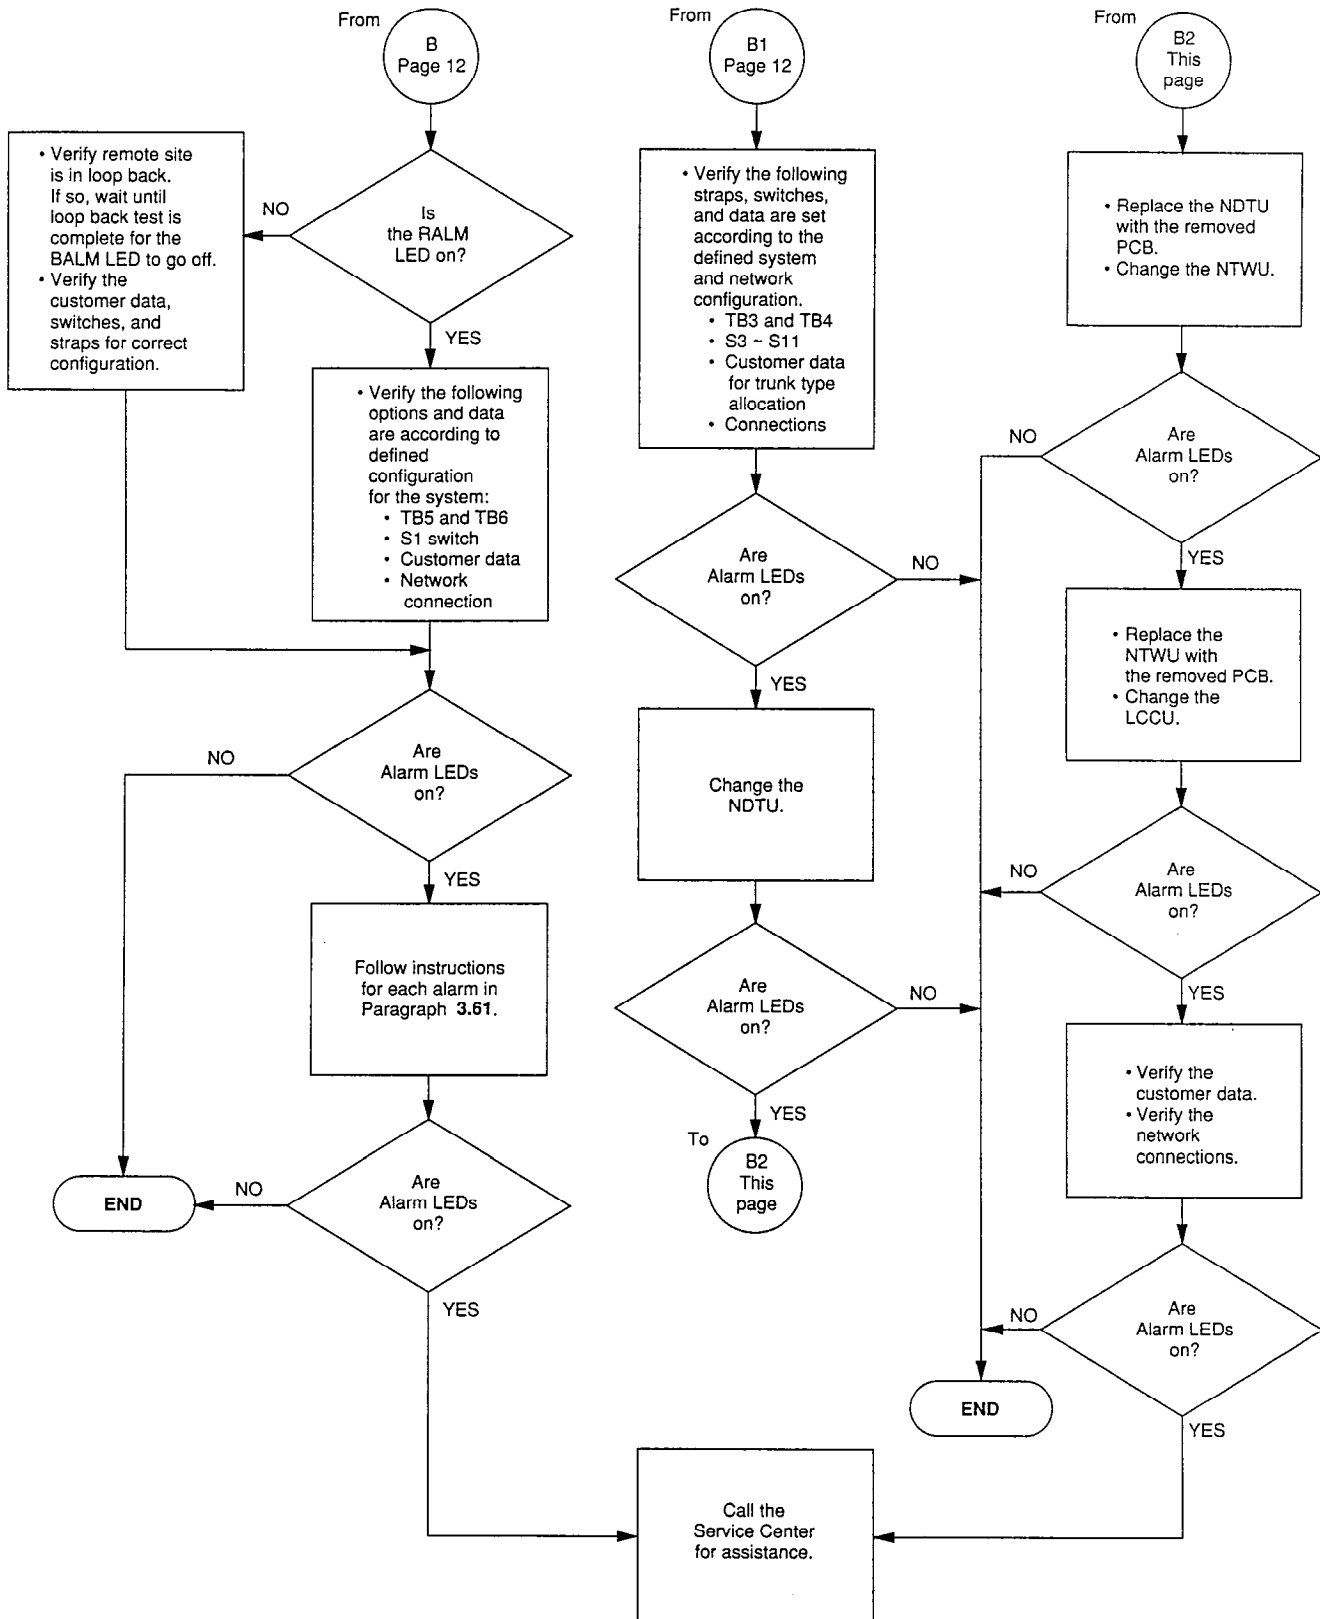 From
B
Page 12
Is
the RALM
LED on?
NO
YES
• Verify remote site
is in loop back.
If so, wait until
loop back test is
complete for the
BALM LED to go off.
• Verify the
customer data,
switches, and
straps for correct
configuration.
• Verify the following
options and data
are according to
defined
configuration
for the system:
• TB5 and TB6
• S1 switch
• Customer data
• Network
connection
Are
Alarm LEDs
on?
NO
YES
Follow instructions
for each alarm in
Paragraph 3.61.
Are
Alarm LEDs
on?
NO
YES
END
From
B1
Page 12
• Verify the following
straps, switches,
and data are set
according to the
defined system
and network
configuration.
• TB3 and TB4
• S3 ~ S11
• Customer data
for trunk type
allocation
• Connections
Are
Alarm LEDs
on?
NO
YES
Change the
NDTU.
Are
Alarm LEDs
on?
NO
YES
To
B2
This
page
From
B2
This
page
• Replace the NDTU
with the removed
PCB.
• Change the NTWU.
Are
Alarm LEDs
on?
NO
YES
• Replace the
NTWU with
the removed PCB.
• Change the
LCCU.
Are
Alarm LEDs
on?
NO
YES
• Verify the
customer data.
• Verify the
network
connections.
Are
Alarm LEDs
on?
NO
YES
END
Call the
Service Center
for assistance.